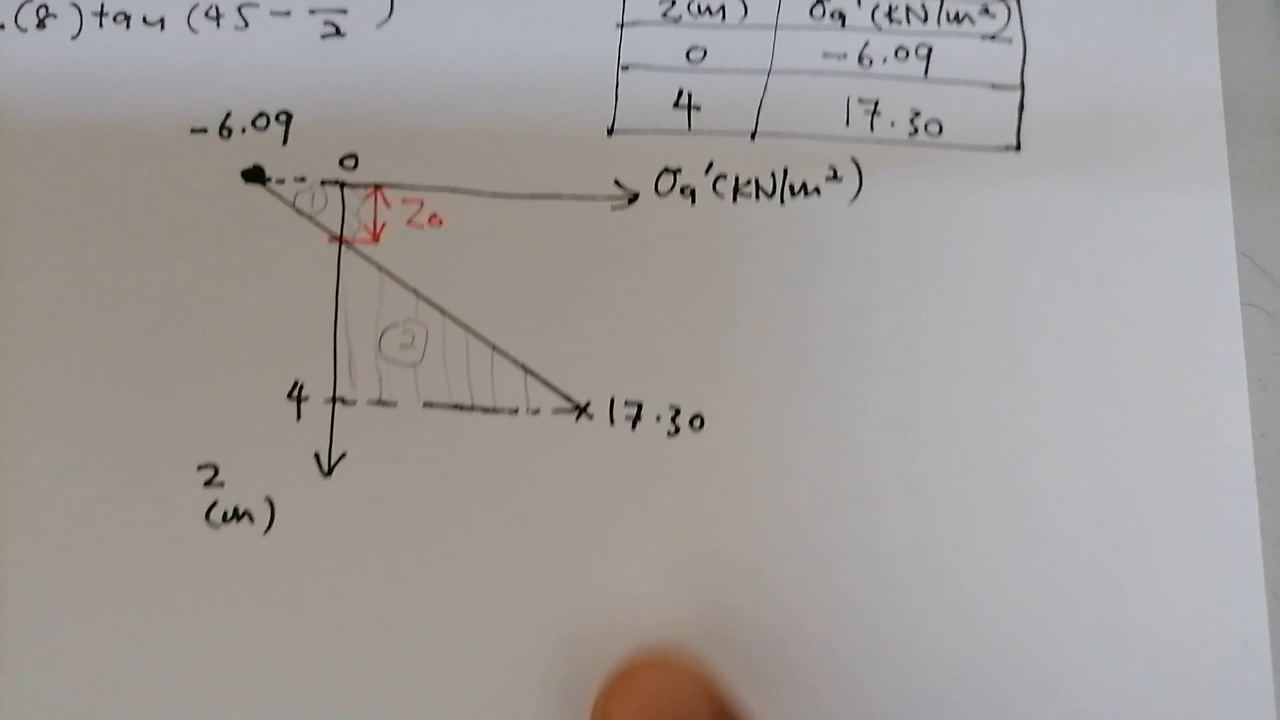 .(8)tan(45 - — / 2)
z(m) σa'(kN/m²)
0 -6.09
4 17.30
-6.09
0
σa'(kN/m²)
① Zo
②
4 17.30
z
(m)